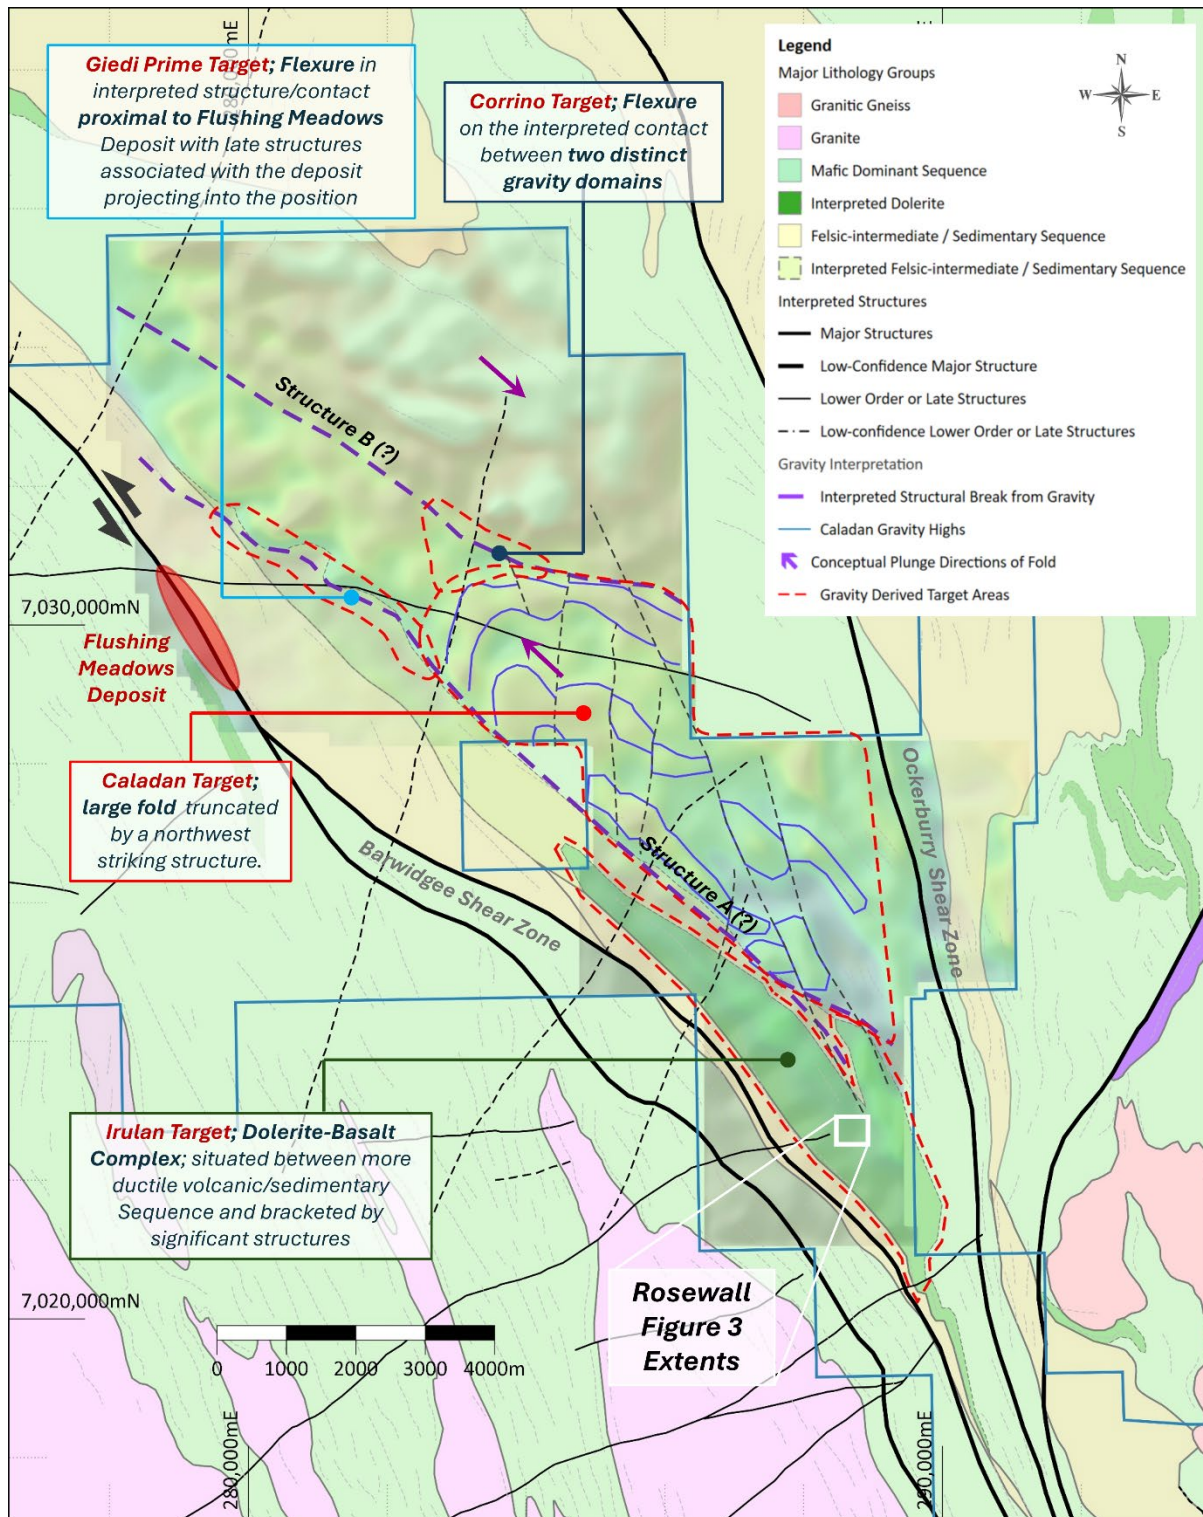 280,000mE
Giedi Prime Target; Flexure in
interpreted structure/contact
proximal to Flushing Meadows
Deposit with late structures
associated with the deposit
projecting into the position
Corrino Target; Flexure
on the interpreted contact
between two distinct
gravity domains
Legend
Major Lithology Groups
Granitic Gneiss
Granite
Mafic Dominant Sequence
Interpreted Dolerite
Felsic-intermediate / Sedimentary Sequence
Interpreted Felsic-intermediate / Sedimentary Sequence
Interpreted Structures
Major Structures
Low-Confidence Major Structure
Lower Order or Late Structures
Low-confidence Lower Order or Late Structures
Gravity Interpretation
Interpreted Structural Break from Gravity
Caladan Gravity Highs
Conceptual Plunge Directions of Fold
Gravity Derived Target Areas
N
W E
S
Structure B (?)
7,030,000mN
Flushing
Meadows
Deposit
Caladan Target;
large fold truncated
by a northwest
striking structure.
Barwidgee Shear Zone
Structure A (?)
Ockerburry Shear Zone
Irulan Target; Dolerite-Basalt
Complex; situated between more
ductile volcanic/sedimentary
Sequence and bracketed by
significant structures
Rosewall
Figure 3
Extents
7,020,000mN
0 1000 2000 3000 4000m
280,000mE
290,000mE